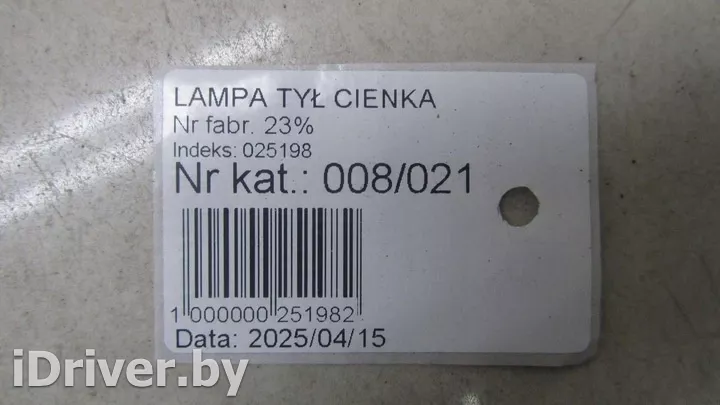 LAMPA TYŁ CIENKA
Nr fabr. 23%
Indeks: 025198
Nr kat.: 008/021
1 000000 251982
Data: 2025/04/15
iDriver.by